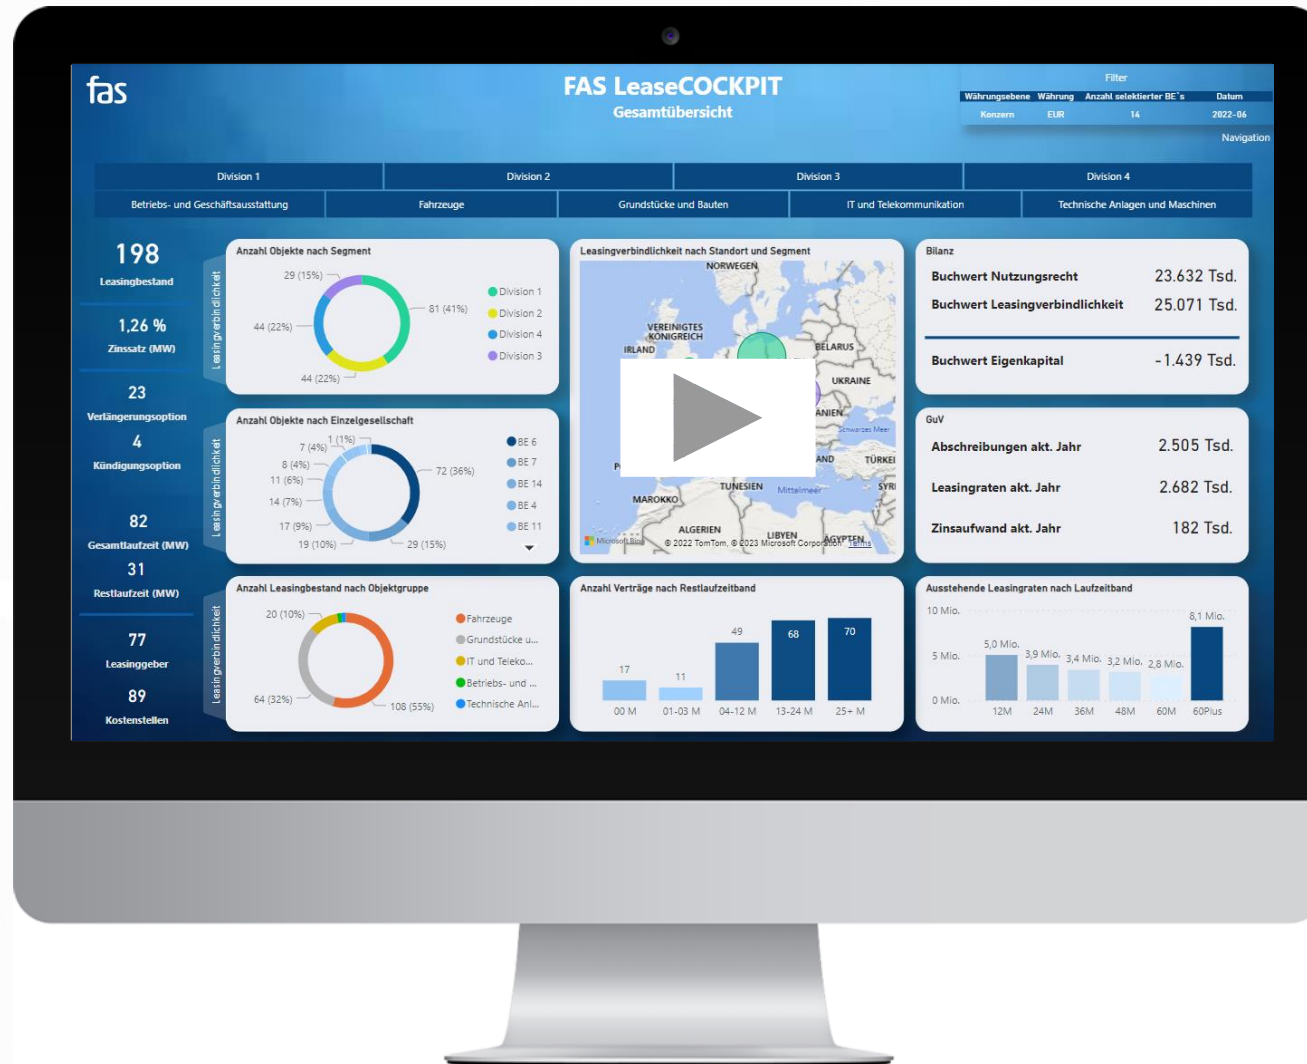 fas
FAS LeaseCOCKPIT
Gesamtübersicht
Filter
Währungsebene Währung Anzahl selektierter BE`s Datum
Konzern EUR 14 2022-06
Navigation
Division 1 Division 2 Division 3 Division 4
Betriebs- und Geschäftsausstattung Fahrzeuge Grundstücke und Bauten IT und Telekommunikation Technische Anlagen und Maschinen
198
Leasingbestand
1,26 %
Zinssatz (MW)
23
Verlängerungsoption
4
Kündigungsoption
82
Gesamtlaufzeit (MW)
31
Restlaufzeit (MW)
77
Leasinggeber
89
Kostenstellen
Leasingverbindlichkeit
Anzahl Objekte nach Segment
29 (15%)
81 (41%)
44 (22%)
44 (22%)
Division 1
Division 2
Division 4
Division 3
Leasingverbindlichkeit
Anzahl Objekte nach Einzelgesellschaft
1 (1%)
7 (4%)
8 (4%)
11 (6%)
14 (7%)
17 (9%)
19 (10%)
29 (15%)
72 (36%)
BE 6
BE 7
BE 14
BE 4
BE 11
Leasingverbindlichkeit
Anzahl Leasingbestand nach Objektgruppe
20 (10%)
64 (32%)
108 (55%)
Fahrzeuge
Grundstücke u...
IT und Teleko...
Betriebs- und ...
Technische Anl...
Leasingverbindlichkeit nach Standort und Segment
NORWEGEN
VEREINIGTES
KÖNIGREICH
IRLAND
BELARUS
UKRAINE
ANIEN
Schwarzes Meer
P
AND
TÜRKEI
TUNESIEN
Mittelmeer
SYRI
MAROKKO
ALGERIEN
LIBYEN
ÄGYPTEN
Microsoft Bing
© 2022 TomTom, © 2023 Microsoft Corporation Terms
Anzahl Verträge nach Restlaufzeitband
17 11 49 68 70
00 M 01-03 M 04-12 M 13-24 M 25+ M
Bilanz
Buchwert Nutzungsrecht 23.632 Tsd.
Buchwert Leasingverbindlichkeit 25.071 Tsd.
Buchwert Eigenkapital -1.439 Tsd.
GuV
Abschreibungen akt. Jahr 2.505 Tsd.
Leasingraten akt. Jahr 2.682 Tsd.
Zinsaufwand akt. Jahr 182 Tsd.
Ausstehende Leasingraten nach Laufzeitband
10 Mio.
5 Mio.
0 Mio.
5,0 Mio. 3,9 Mio. 3,4 Mio. 3,2 Mio. 2,8 Mio. 8,1 Mio.
12M 24M 36M 48M 60M 60Plus